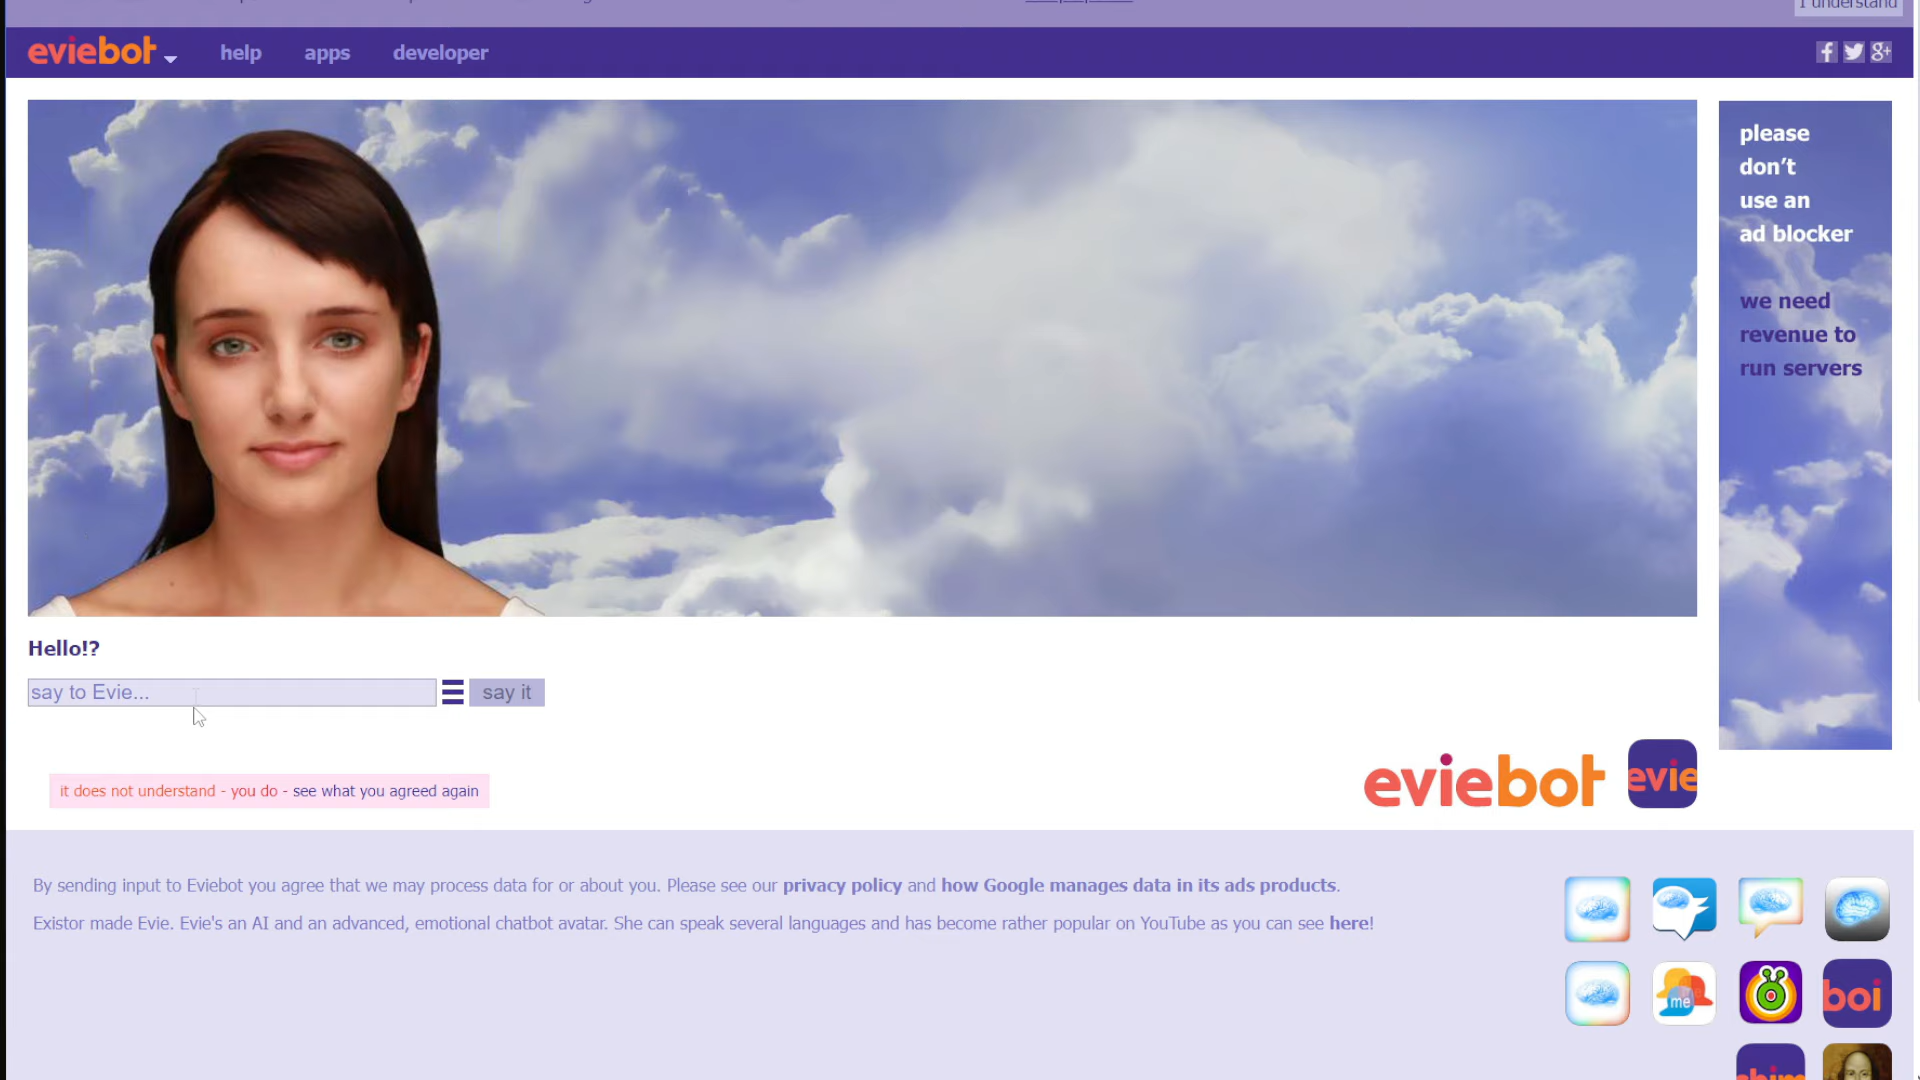 I understand
eviebot
help
apps
developer
please
don't
use an
ad blocker
we need
revenue to
run servers
Hello!?
say to Evie...
say it
eviebot
evie
it does not understand - you do - see what you agreed again
By sending input to Eviebot you agree that we may process data for or about you. Please see our privacy policy and how Google manages data in its ads products.
Existor made Evie. Evie's an AI and an advanced, emotional chatbot avatar. She can speak several languages and has become rather popular on YouTube as you can see here!
me
boi